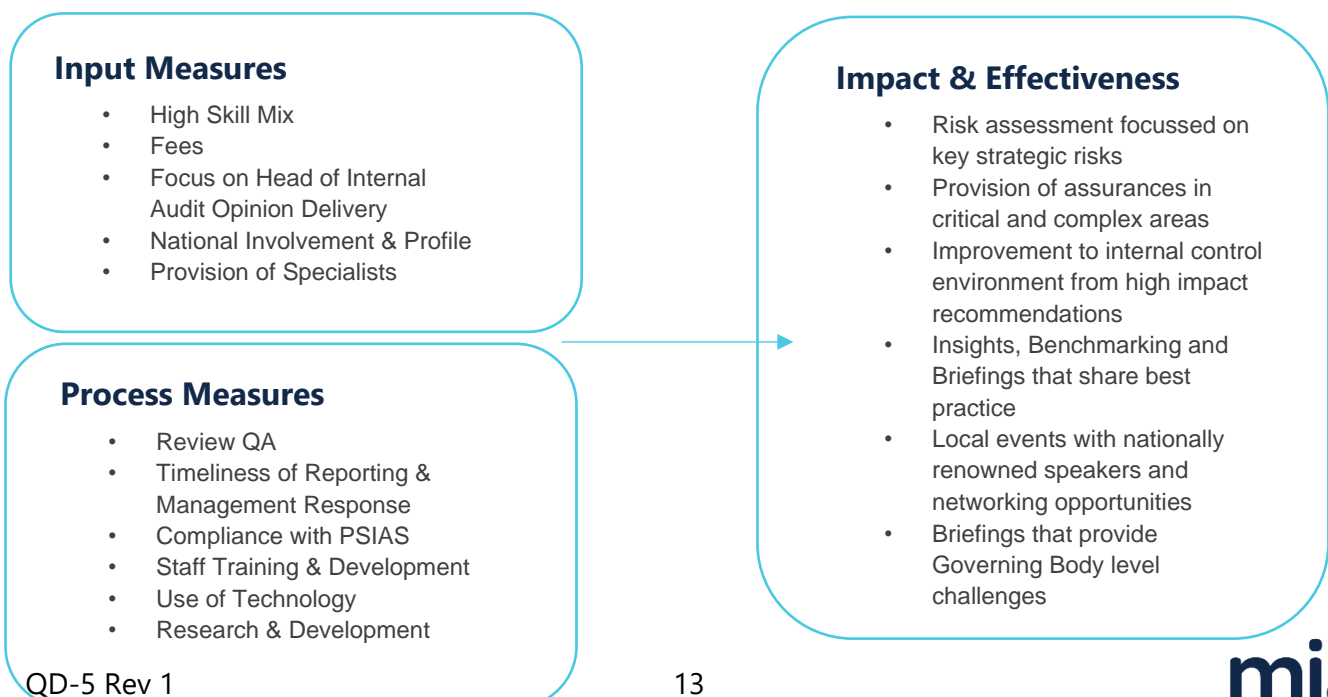 Input Measures
• High Skill Mix
• Fees
• Focus on Head of Internal
Audit Opinion Delivery
• National Involvement & Profile
• Provision of Specialists
Process Measures
• Review QA
• Timeliness of Reporting &
Management Response
• Compliance with PSIAS
• Staff Training & Development
• Use of Technology
• Research & Development
Impact & Effectiveness
• Risk assessment focussed on
key strategic risks
• Provision of assurances in
critical and complex areas
• Improvement to internal control
environment from high impact
recommendations
• Insights, Benchmarking and
Briefings that share best
practice
• Local events with nationally
renowned speakers and
networking opportunities
• Briefings that provide
Governing Body level
challenges
QD-5 Rev 1
13